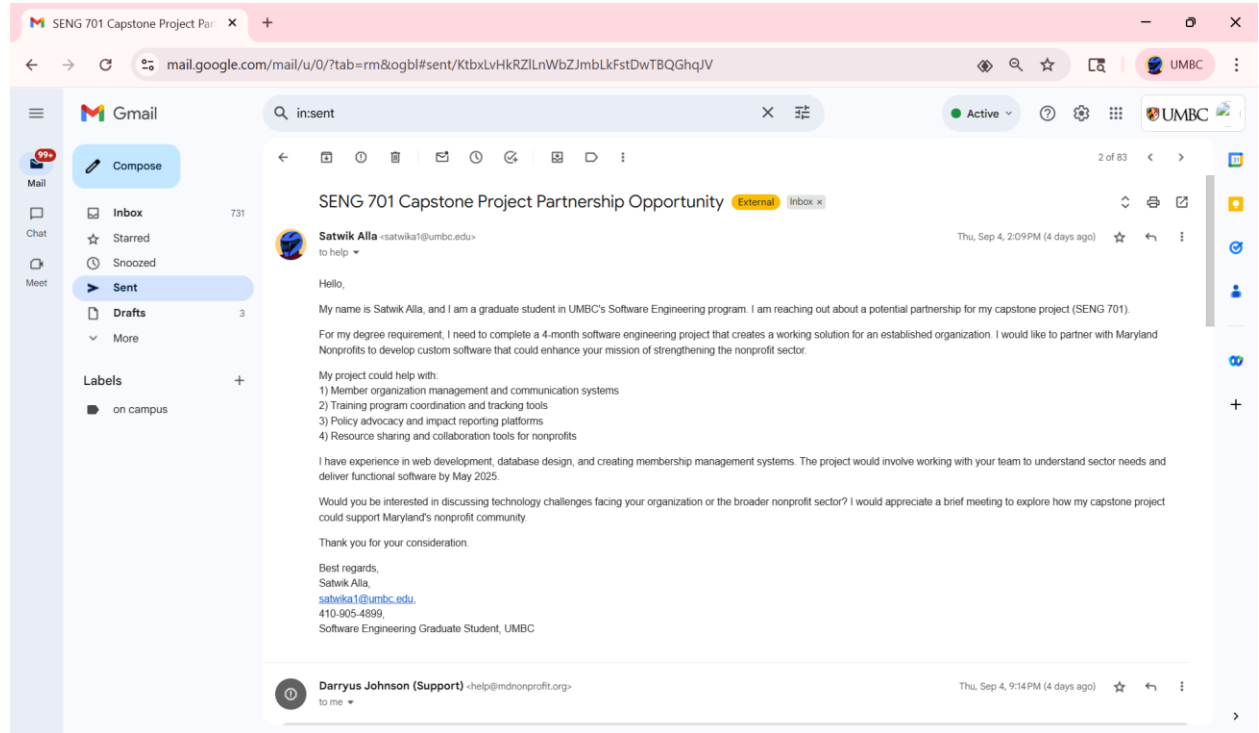 SENG 701 Capstone Project Par
mail.google.com/mail/u/0/?tab=rm&ogbl#sent/KtbxLvHkRZlLnWbZJmbLkFstDwTBQGhqJV
UMBC
Gmail
in:sent
Active
UMBC
99+
Mail
Chat
Meet
Compose
Inbox 731
Starred
Snoozed
Sent
Drafts 3
More
Labels
on campus
2 of 83
31
SENG 701 Capstone Project Partnership Opportunity External Inbox x
Satwik Alla <satwika1@umbc.edu> Thu, Sep 4, 2:09 PM (4 days ago)
to help
Hello,
My name is Satwik Alla, and I am a graduate student in UMBC's Software Engineering program. I am reaching out about a potential partnership for my capstone project (SENG 701).
For my degree requirement, I need to complete a 4-month software engineering project that creates a working solution for an established organization. I would like to partner with Maryland
Nonprofits to develop custom software that could enhance your mission of strengthening the nonprofit sector.
My project could help with:
1) Member organization management and communication systems
2) Training program coordination and tracking tools
3) Policy advocacy and impact reporting platforms
4) Resource sharing and collaboration tools for nonprofits
I have experience in web development, database design, and creating membership management systems. The project would involve working with your team to understand sector needs and
deliver functional software by May 2025.
Would you be interested in discussing technology challenges facing your organization or the broader nonprofit sector? I would appreciate a brief meeting to explore how my capstone project
could support Maryland's nonprofit community.
Thank you for your consideration.
Best regards,
Satwik Alla,
satwika1@umbc.edu,
410-905-4899,
Software Engineering Graduate Student, UMBC
Darryus Johnson (Support) <help@mdnonprofit.org> Thu, Sep 4, 9:14 PM (4 days ago)
to me